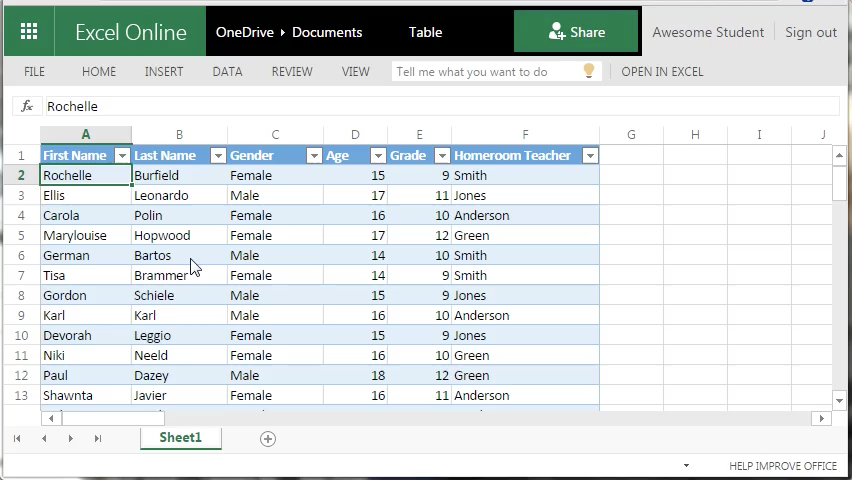 Excel Online OneDrive Documents Table Share Awesome Student Sign out
FILE HOME INSERT DATA REVIEW VIEW Tell me what you want to do OPEN IN EXCEL
fx Rochelle
A B C D E F G H I J
1 First Name Last Name Gender Age Grade Homeroom Teacher
2 Rochelle Burfield Female 15 9 Smith
3 Ellis Leonardo Male 17 11 Jones
4 Carola Polin Female 16 10 Anderson
5 Marylouise Hopwood Female 17 12 Green
6 German Bartos Male 14 10 Smith
7 Tisa Brammer Female 14 9 Smith
8 Gordon Schiele Male 15 9 Jones
9 Karl Karl Male 16 10 Anderson
10 Devorah Leggio Female 15 9 Jones
11 Niki Neeld Female 16 10 Green
12 Paul Dazey Male 18 12 Green
13 Shawnta Javier Female 16 11 Anderson
Sheet1
HELP IMPROVE OFFICE